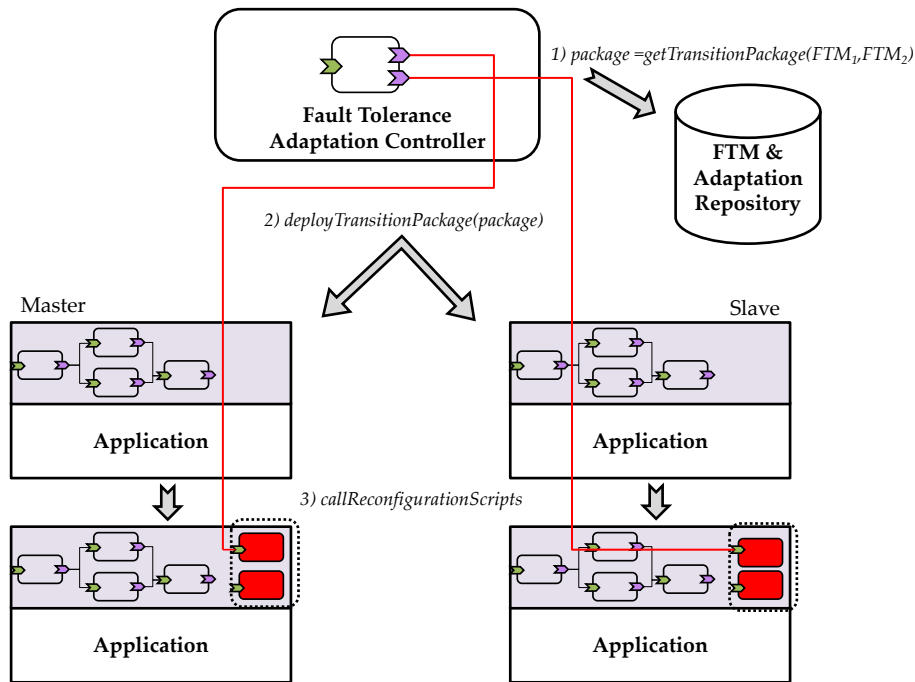 1) package =getTransitionPackage(FTM1,FTM2)
Fault Tolerance
Adaptation Controller
FTM &
Adaptation
Repository
2) deployTransitionPackage(package)
Master
Slave
Application
Application
3) callReconfigurationScripts
Application
Application